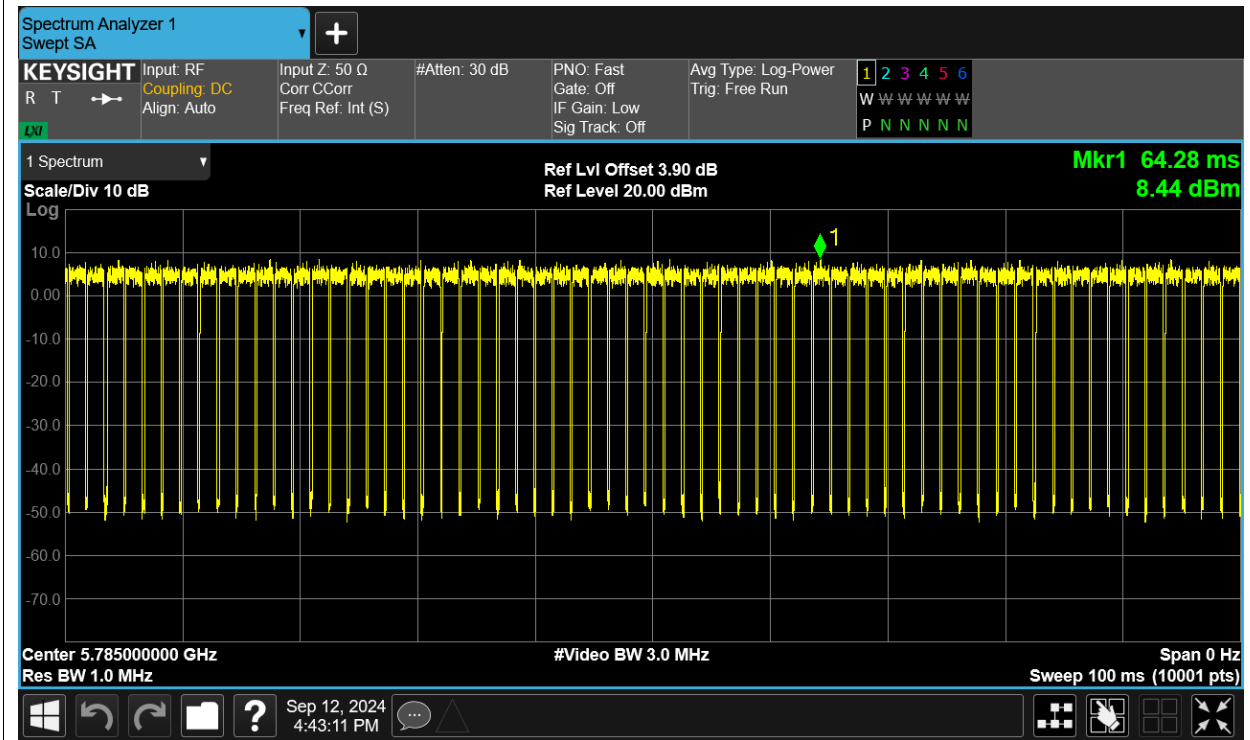 Spectrum Analyzer 1
Swept SA
+
KEYSIGHT
R T
LXI
Input: RF
Coupling: DC
Align: Auto
Input Z: 50 Ω
Corr CCorr
Freq Ref: Int (S)
#Atten: 30 dB
PNO: Fast
Gate: Off
IF Gain: Low
Sig Track: Off
Avg Type: Log-Power
Trig: Free Run
1 2 3 4 5 6
W W W W W W
P N N N N N
1 Spectrum
Scale/Div 10 dB
Log
Ref Lvl Offset 3.90 dB
Ref Level 20.00 dBm
Mkr1 64.28 ms
8.44 dBm
1
10.0
0.00
-10.0
-20.0
-30.0
-40.0
-50.0
-60.0
-70.0
Center 5.785000000 GHz
Res BW 1.0 MHz
#Video BW 3.0 MHz
Span 0 Hz
Sweep 100 ms (10001 pts)
?
Sep 12, 2024
4:43:11 PM